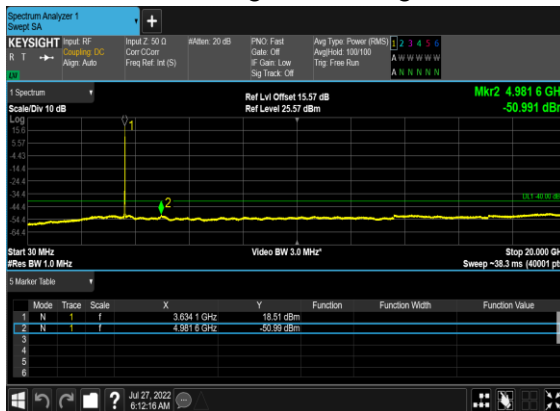 Spectrum Analyzer 1
Swept SA
KEYSIGHT Input: RF Input Z: 50 Ω #Atten: 20 dB PNO: Fast Avg Type: Power (RMS) 1 2 3 4 5 6
R T Coupling: DC Corr CCorr Gate: Off Avg|Hold: 100/100 A W W W W W
Align: Auto Freq Ref: Int (S) IF Gain: Low Trig: Free Run
Sig Track: Off A N N N N N
1 Spectrum Ref Lvl Offset 15.57 dB Mkr2 4.981 6 GH
Scale/Div 10 dB Ref Level 25.57 dBm -50.991 dBr
Log
15.6
5.57
-4.43
-14.4
-24.4
-34.4
-44.4
-54.4
-64.4
1
2
DL1 -40.00 dB
Start 30 MHz Video BW 3.0 MHz* Stop 20.000 GH
#Res BW 1.0 MHz Sweep ~38.3 ms (40001 pt
5 Marker Table
Mode Trace Scale X Y Function Function Width Function Value
1 N 1 f 3.634 1 GHz 18.51 dBm
2 N 1 f 4.981 6 GHz -50.99 dBm
3
4
5
6
? Jul 27, 2022
6:12:16 AM